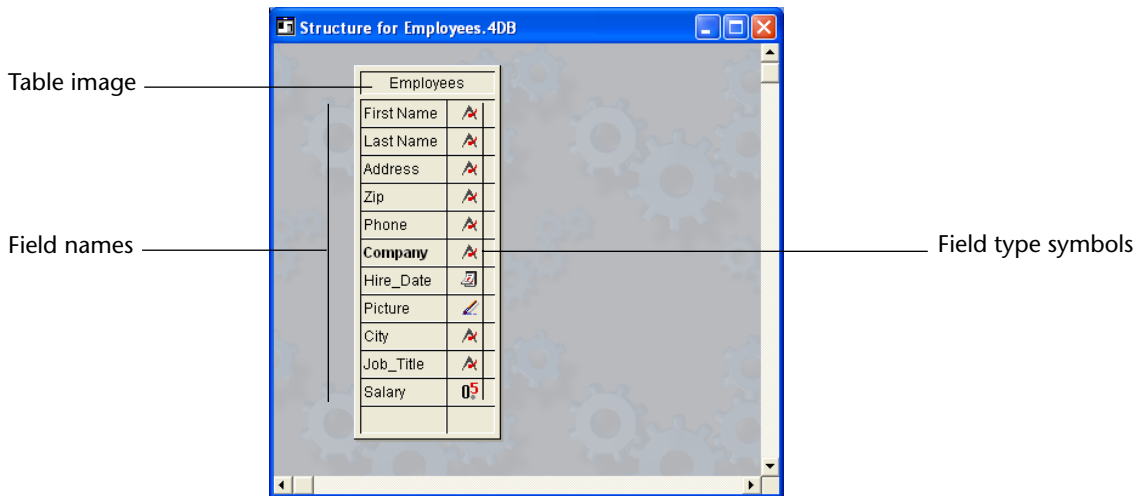 Structure for Employees.4DB
Table image
Employees
First Name
Last Name
Address
Zip
Phone
Field names
Company
Field type symbols
Hire_Date
Picture
City
Job_Title
Salary